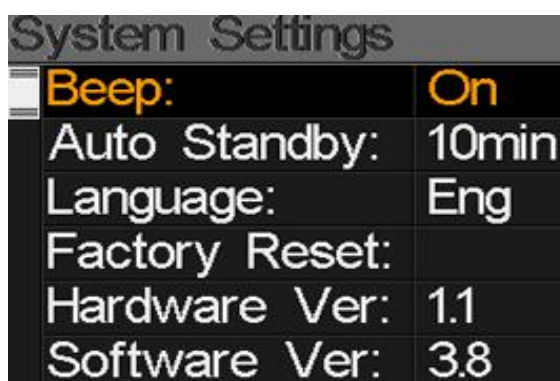 System Settings
Beep: On
Auto Standby: 10min
Language: Eng
Factory Reset:
Hardware Ver: 1.1
Software Ver: 3.8